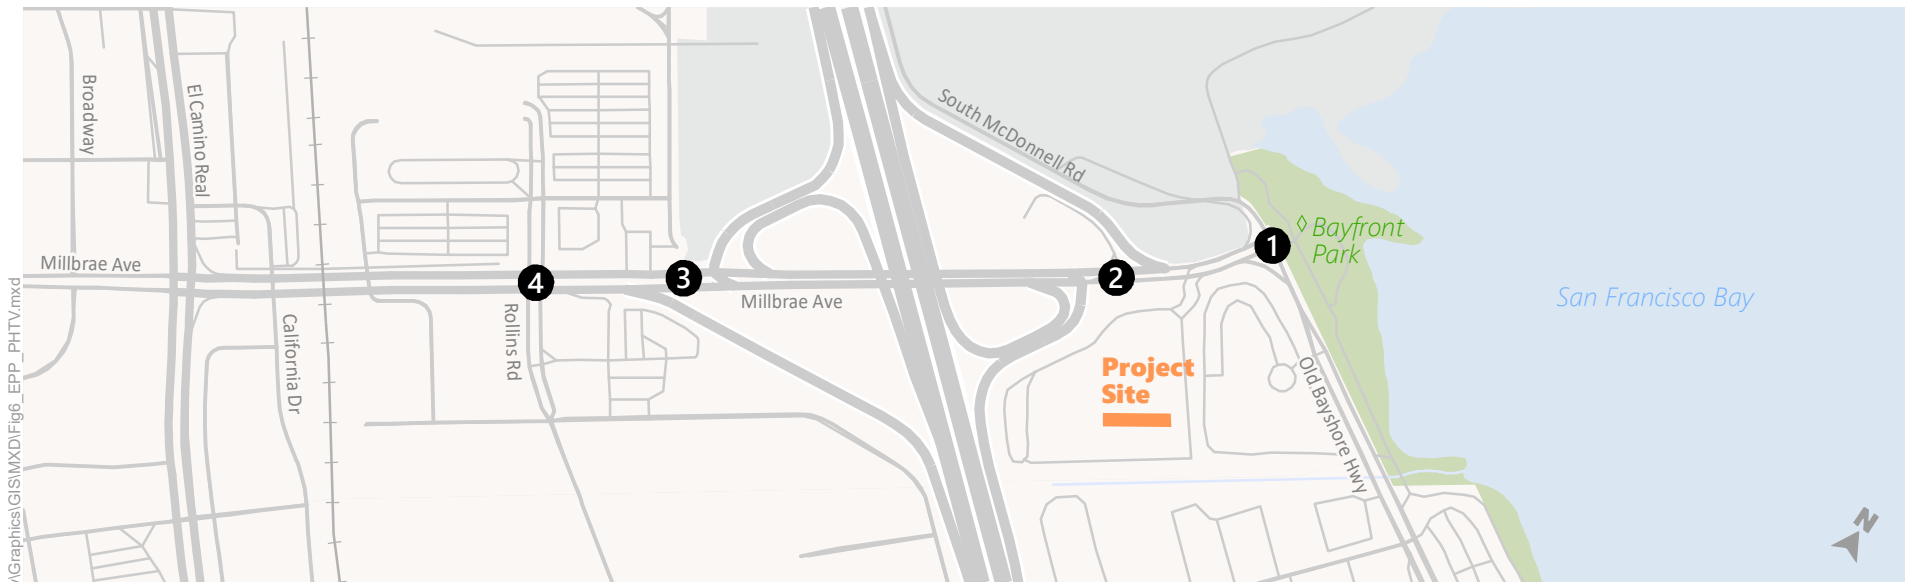 Broadway
El Camino Real
South McDonnell Rd
1
Bayfront
Park
Millbrae Ave
4
3
2
Millbrae Ave
San Francisco Bay
California Dr
Rollins Rd
Project
Site
Old Bayshore Hwy
N
\Graphics\GIS\MXD\Fig6_EPP_PHTV.mxd